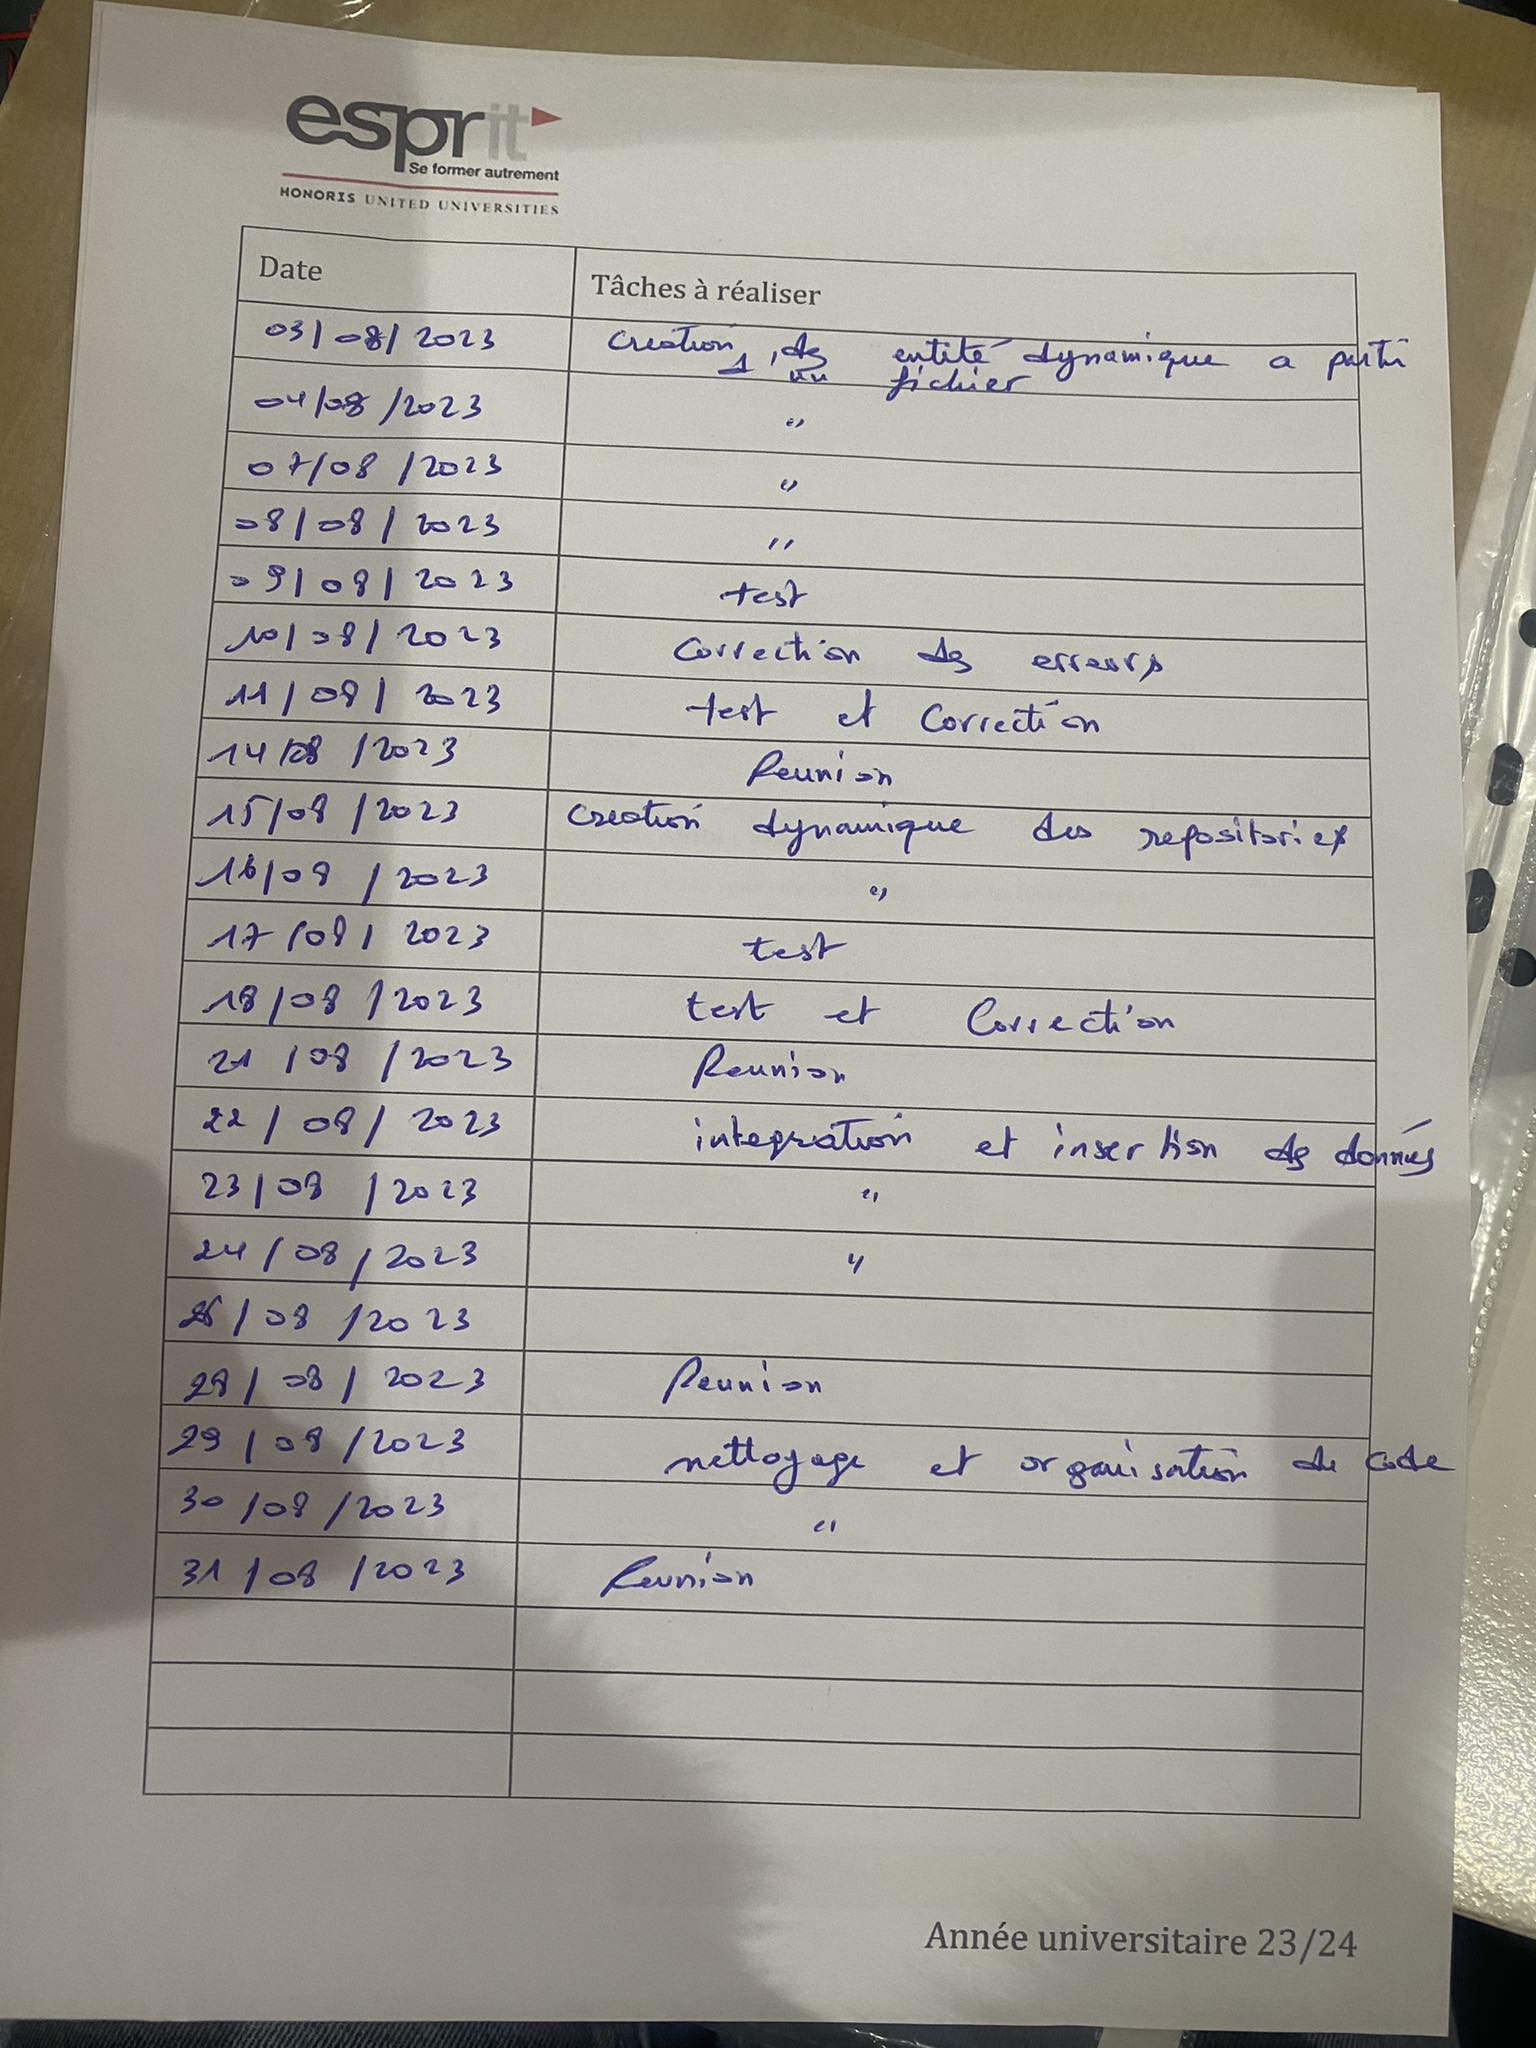 esprit
Se former autrement
HONORIS UNITED UNIVERSITIES
Date Tâches à réaliser
03/08/2023 creation des entité dynamique a partir
d'un fichier
04/08/2023 "
07/08/2023 "
08/08/2023 "
09/08/2023 test
10/08/2023 Correction des erreurs
11/08/2023 test et Correction
14/08/2023 Reunion
15/08/2023 creation dynamique des repositories
16/08/2023 "
17/08/2023 test
18/08/2023 test et Correction
21/08/2023 Reunion
22/08/2023 integration et insertion des données
23/08/2023 "
24/08/2023 "
25/08/2023
28/08/2023 Reunion
29/08/2023 nettoyage et organisation de code
30/08/2023 "
31/08/2023 Reunion
Année universitaire 23/24